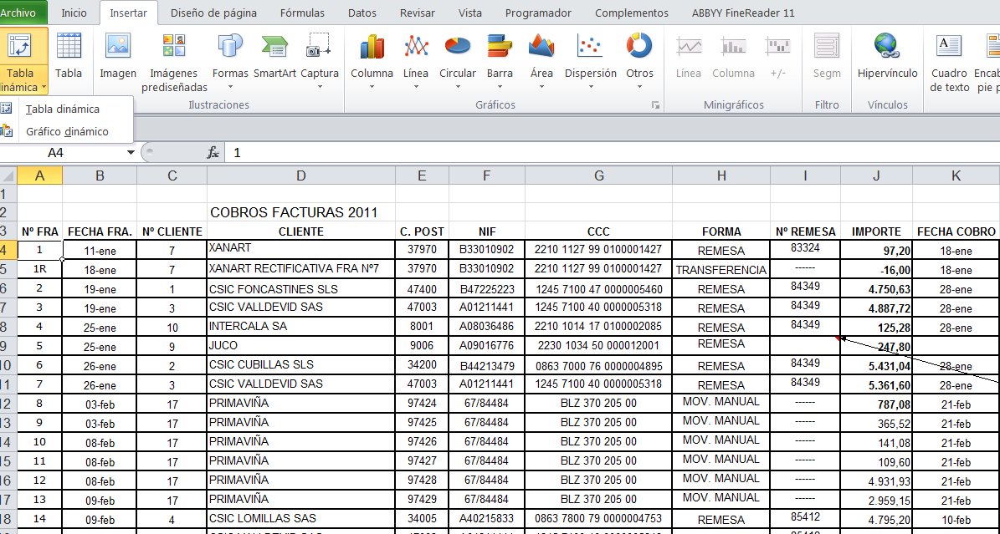 Archivo Inicio Insertar Diseño de página Fórmulas Datos Revisar Vista Programador Complementos ABBYY FineReader 11
Tabla Tabla Imagen Imágenes Formas SmartArt Captura Columna Línea Circular Barra Área Dispersión Otros Línea Columna +/- Segm Hipervínculo Cuadro Encab
inámica prediseñadas de texto pie p
Ilustraciones Gráficos Minigráficos Filtro Vínculos
Tabla dinámica
Gráfico dinámico
A4 fx 1
A B C D E F G H I J K
1
2 COBROS FACTURAS 2011
3 Nº FRA FECHA FRA. Nº CLIENTE CLIENTE C. POST NIF CCC FORMA Nº REMESA IMPORTE FECHA COBRO
4 1 11-ene 7 XANART 37970 B33010902 2210 1127 99 0100001427 REMESA 83324 97,20 18-ene
5 1R 18-ene 7 XANART RECTIFICATIVA FRA Nº7 37970 B33010902 2210 1127 99 0100001427 TRANSFERENCIA ------ -16,00 18-ene
6 2 19-ene 1 CSIC FONCASTINES SLS 47400 B47225223 1245 7100 47 0000005460 REMESA 84349 4.750,63 28-ene
7 3 19-ene 3 CSIC VALLDEVID SAS 47003 A01211441 1245 7100 40 0000005318 REMESA 84349 4.887,72 28-ene
8 4 25-ene 10 INTERCALA SA 8001 A08036486 2210 1014 17 0100002085 REMESA 84349 125,28 28-ene
9 5 25-ene 9 JUCO 9006 A09016776 2230 1034 50 000012001 REMESA 247,80
10 6 26-ene 2 CSIC CUBILLAS SLS 34200 B44213479 0863 7000 76 0000004895 REMESA 84349 5.431,04 28-ene
11 7 26-ene 3 CSIC VALLDEVID SAS 47003 A01211441 1245 7100 40 0000005318 REMESA 84349 5.361,60 28-ene
12 8 03-feb 17 PRIMAVIÑA 97424 67/84484 BLZ 370 205 00 MOV. MANUAL ------ 787,08 21-feb
13 9 03-feb 17 PRIMAVIÑA 97425 67/84484 BLZ 370 205 00 MOV. MANUAL ------ 365,52 21-feb
14 10 08-feb 17 PRIMAVIÑA 97426 67/84484 BLZ 370 205 00 MOV. MANUAL ------ 141,08 21-feb
15 11 08-feb 17 PRIMAVIÑA 97427 67/84484 BLZ 370 205 00 MOV. MANUAL ------ 109,60 21-feb
16 12 08-feb 17 PRIMAVIÑA 97428 67/84484 BLZ 370 205 00 MOV. MANUAL ------ 4.931,93 21-feb
17 13 09-feb 17 PRIMAVIÑA 97429 67/84484 BLZ 370 205 00 MOV. MANUAL ------ 2.959,15 21-feb
18 14 09-feb 4 CSIC LOMILLAS SAS 34005 A40215833 0863 7800 79 0000004753 REMESA 85412 4.795,20 10-feb